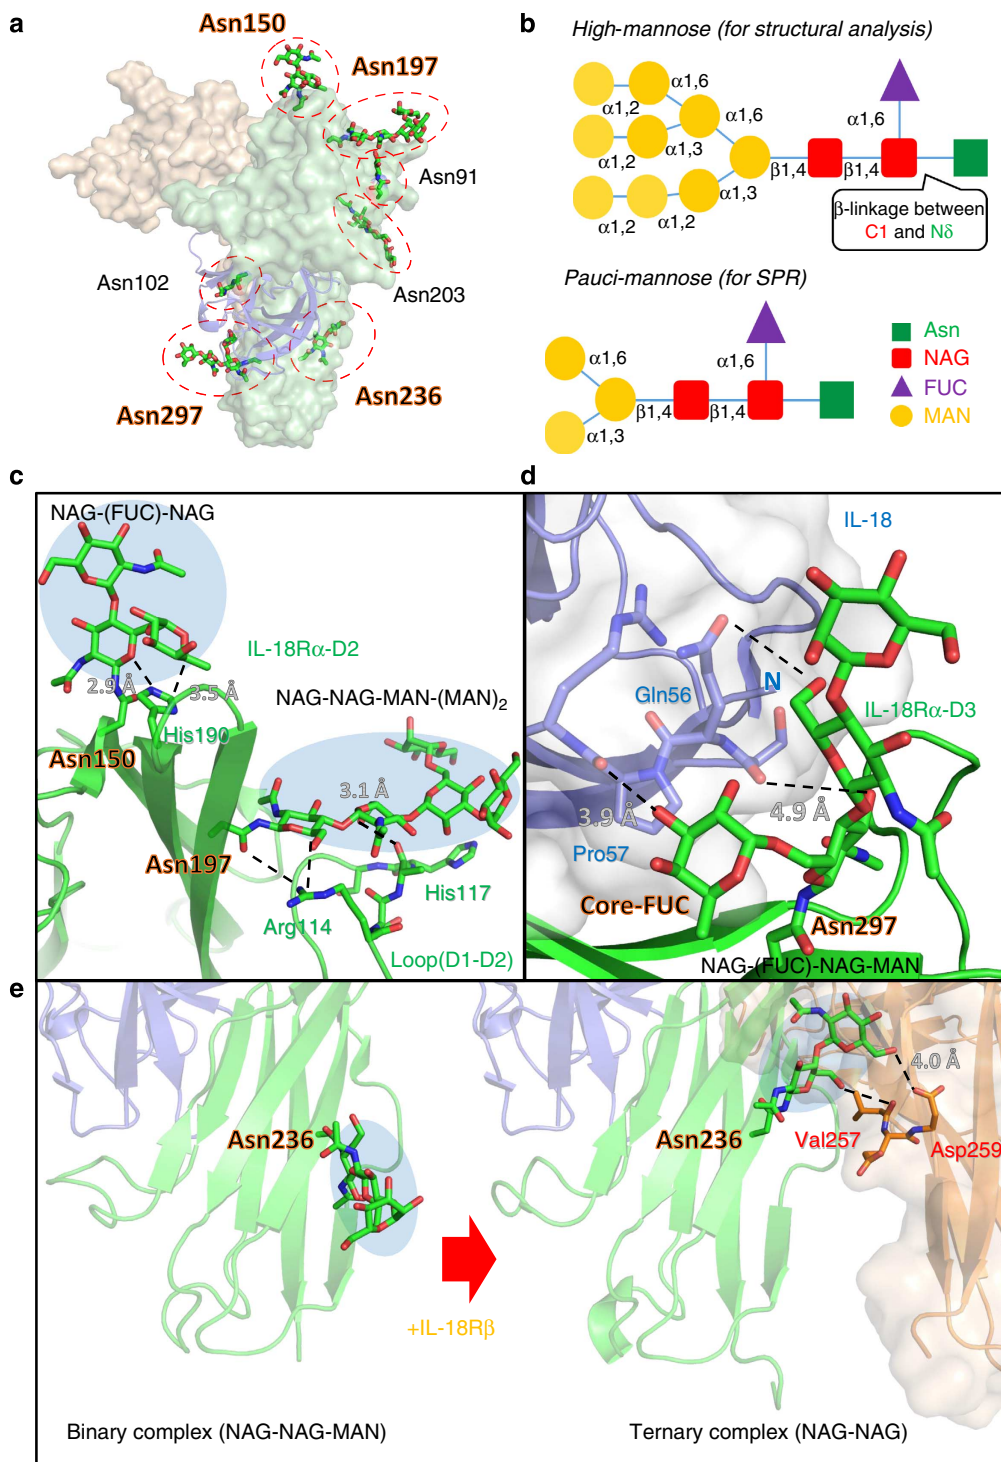 a
Asn150
Asn197
Asn91
Asn102
Asn203
Asn297
Asn236
b
High-mannose (for structural analysis)
α1,2
α1,6
α1,6
α1,2
α1,3
β1,4
β1,4
α1,3
α1,2
α1,2
β-linkage between
C1 and Nδ
Pauci-mannose (for SPR)
α1,6
α1,6
β1,4
β1,4
α1,3
Asn
NAG
FUC
MAN
c
NAG-(FUC)-NAG
IL-18Rα-D2
2.9 Å
3.5 Å
His190
NAG-NAG-MAN-(MAN)2
Asn150
3.1 Å
Asn197
His117
Arg114
Loop(D1-D2)
d
IL-18
Gln56
N
IL-18Rα-D3
3.9 Å
4.9 Å
Pro57
Core-FUC
Asn297
NAG-(FUC)-NAG-MAN
e
Asn236
+IL-18Rβ
Binary complex (NAG-NAG-MAN)
4.0 Å
Asn236
Val257
Asp259
Ternary complex (NAG-NAG)